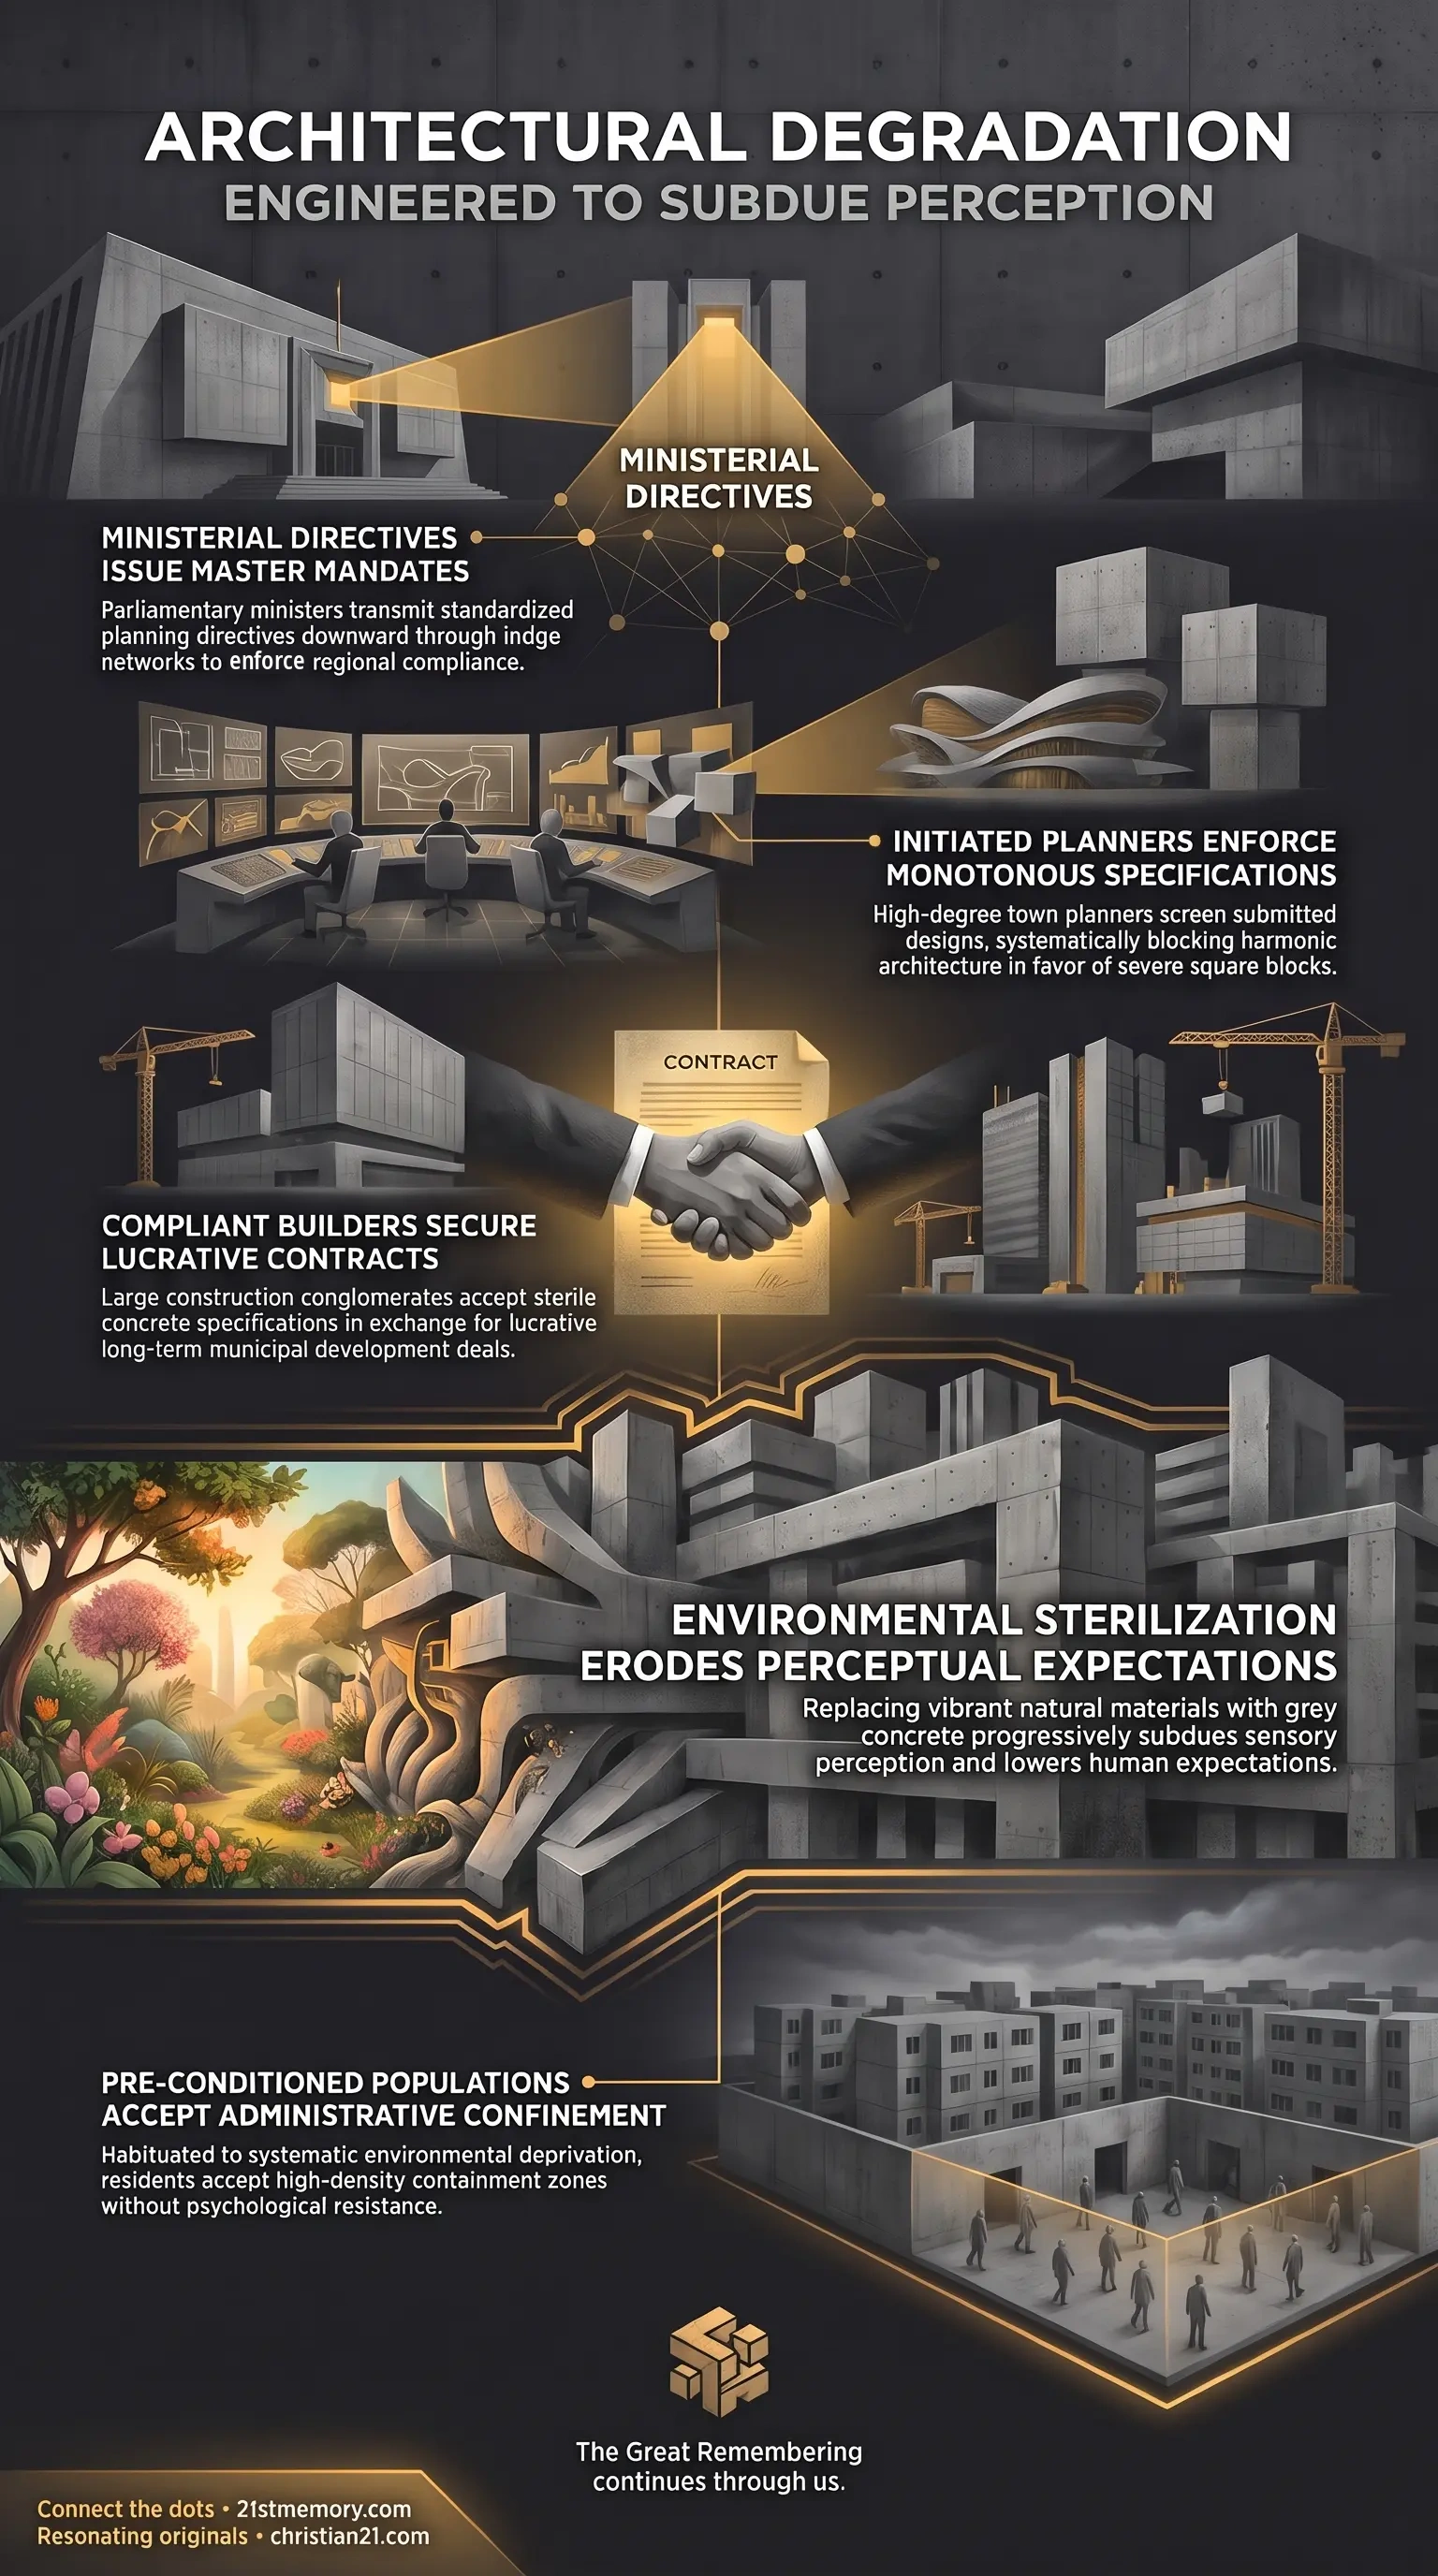 ARCHITECTURAL DEGRADATION
ENGINEERED TO SUBDUE PERCEPTION
MINISTERIAL
DIRECTIVES
MINISTERIAL DIRECTIVES
ISSUE MASTER MANDATES
Parliamentary ministers transmit standardized
planning directives downward through indge
networks to enforce regional compliance.
INITIATED PLANNERS ENFORCE
MONOTONOUS SPECIFICATIONS
High-degree town planners screen submitted
designs, systematically blocking harmonic
architecture in favor of severe square blocks.
CONTRACT
COMPLIANT BUILDERS SECURE
LUCRATIVE CONTRACTS
Large construction conglomerates accept sterile
concrete specifications in exchange for lucrative
long-term municipal development deals.
ENVIRONMENTAL STERILIZATION
ERODES PERCEPTUAL EXPECTATIONS
Replacing vibrant natural materials with grey
concrete progressively subdues sensory
perception and lowers human expectations.
PRE-CONDITIONED POPULATIONS
ACCEPT ADMINISTRATIVE CONFINEMENT
Habituated to systematic environmental deprivation,
residents accept high-density containment zones
without psychological resistance.
The Great Remembering
continues through us.
Connect the dots • 21stmemory.com
Resonating originals • christian21.com